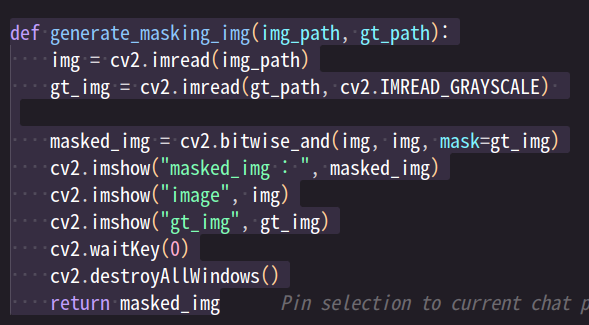 def generate_masking_img(img_path, gt_path):
    img = cv2.imread(img_path)
    gt_img = cv2.imread(gt_path, cv2.IMREAD_GRAYSCALE)

    masked_img = cv2.bitwise_and(img, img, mask=gt_img)
    cv2.imshow("masked_img : ", masked_img)
    cv2.imshow("image", img)
    cv2.imshow("gt_img", gt_img)
    cv2.waitKey(0)
    cv2.destroyAllWindows()
    return masked_img    Pin selection to current chat